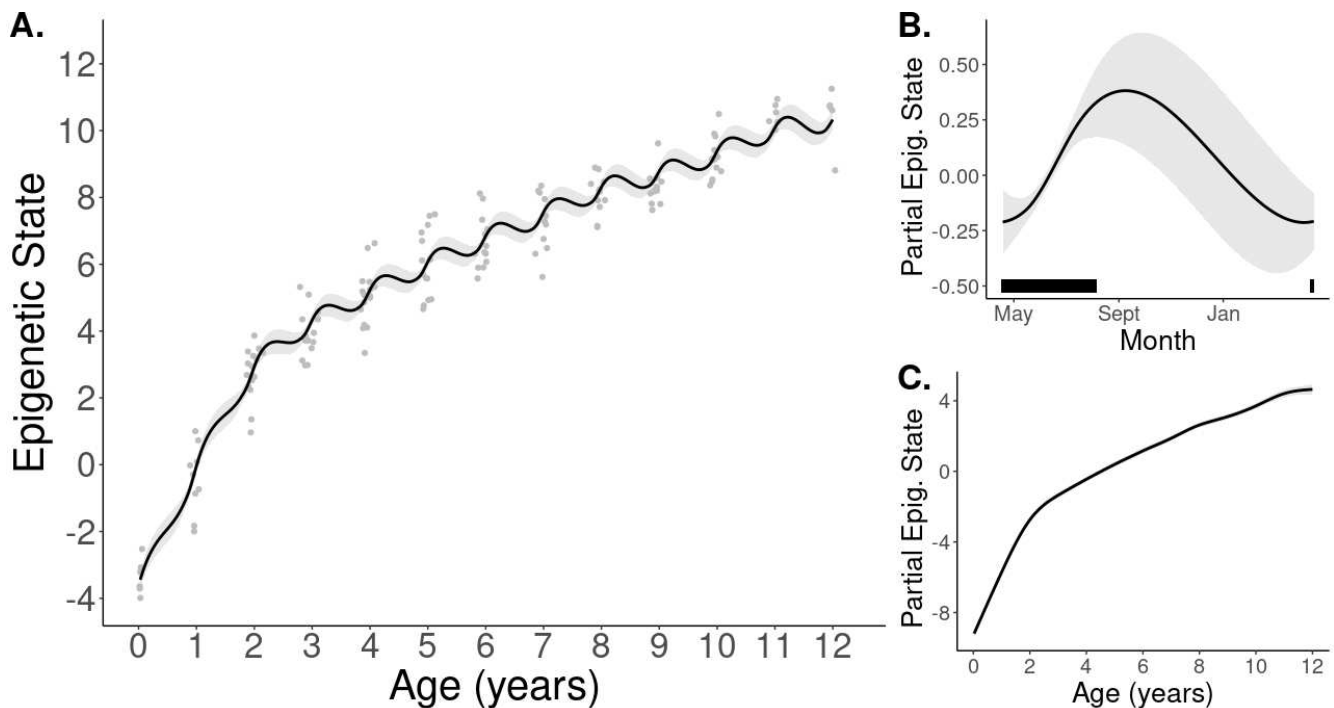 A.
Epigenetic State
12
10
8
6
4
2
0
-2
-4
0 1 2 3 4 5 6 7 8 9 10 11 12
Age (years)
B.
Partial Epig. State
0.50
0.25
0.00
-0.25
-0.50
May Sept Jan
Month
C.
Partial Epig. State
4
0
-4
-8
0 2 4 6 8 10 12
Age (years)